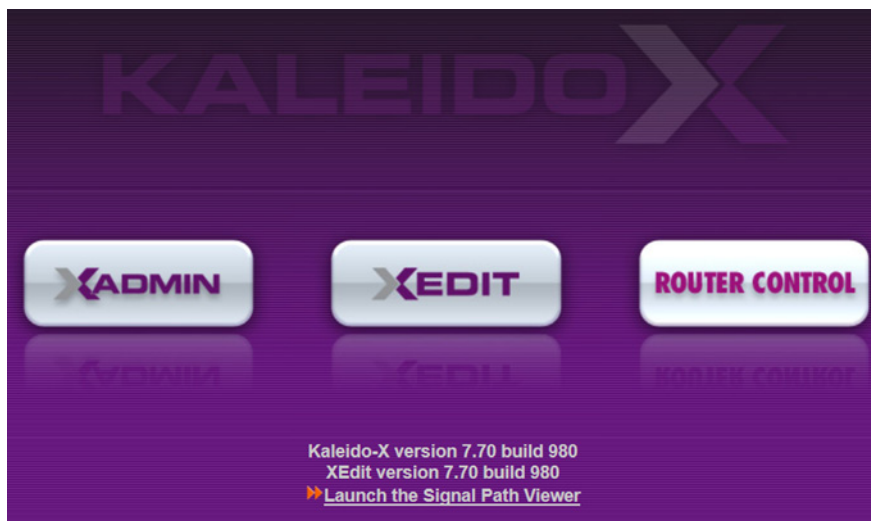 KALEIDOX
XADMIN
XEDIT
ROUTER CONTROL
Kaleido-X version 7.70 build 980
XEdit version 7.70 build 980
Launch the Signal Path Viewer